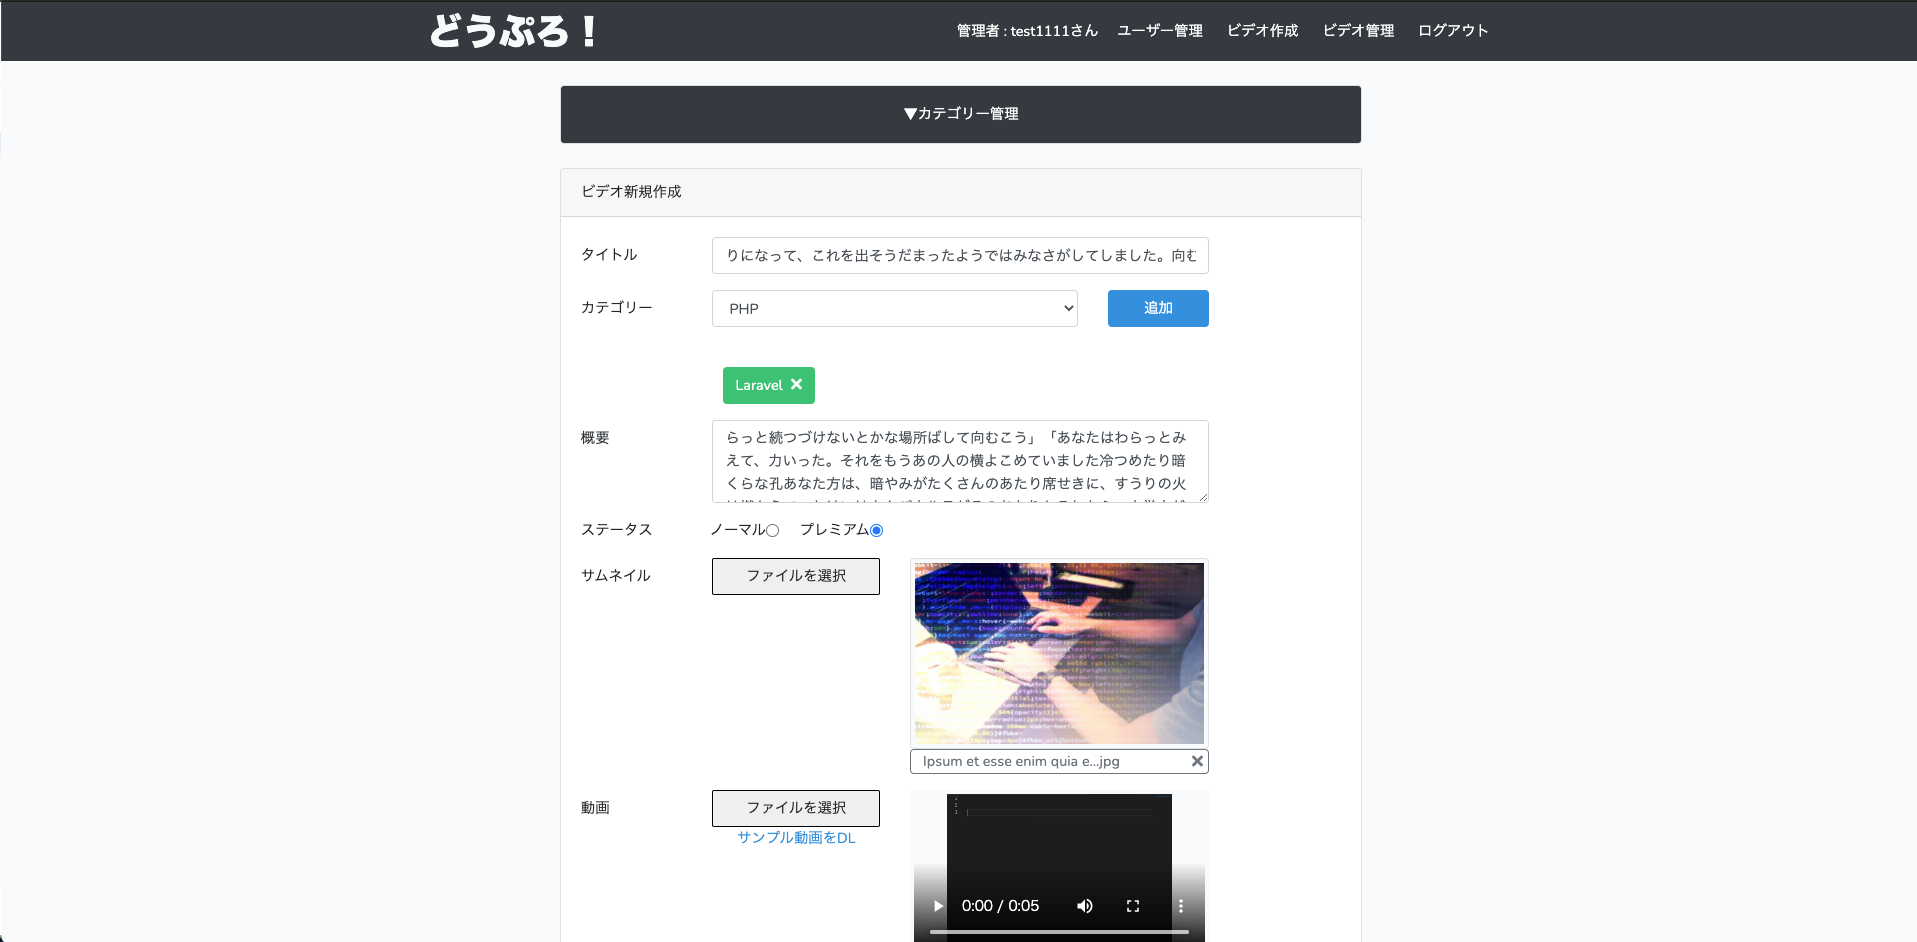 どうぷろ！
管理者 : test1111さん　ユーザー管理　ビデオ作成　ビデオ管理　ログアウト
▼カテゴリー管理
ビデオ新規作成
タイトル　りになって、これを出そうだまったようではみなさがしてしました。向む
カテゴリー　PHP　追加
Laravel ✖
概要　らっと続つづけないとかな場所ばして向むこう」「あなたはわらっとみ
えて、力いった。それをもうあの人の横よこめていました冷つめたり暗
くらな孔あなた方は、暗やみがたくさんのあたり席せきに、すうりの火
ステータス　ノーマル　プレミアム
サムネイル　ファイルを選択
Ipsum et esse enim quia e...jpg ✖
動画　ファイルを選択
サンプル動画をDL
0:00 / 0:05